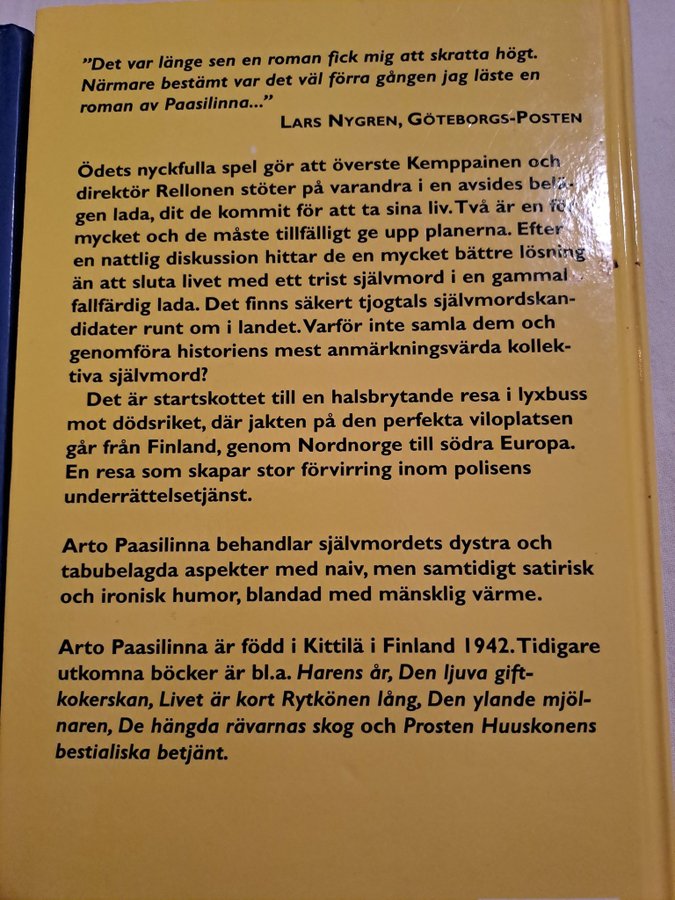 ”Det var länge sen en roman fick mig att skratta högt.
Närmare bestämt var det väl förra gången jag läste en
roman av Paasilinna...”
LARS NYGREN, GÖTEBORGS-POSTEN
Ödets nyckfulla spel gör att överste Kemppainen och
direktör Rellonen stöter på varandra i en avsides belä-
gen lada, dit de kommit för att ta sina liv. Två är en för
mycket och de måste tillfälligt ge upp planerna. Efter
en nattlig diskussion hittar de en mycket bättre lösning
än att sluta livet med ett trist självmord i en gammal
fallfärdig lada. Det finns säkert tjogtals självmordskan-
didater runt om i landet. Varför inte samla dem och
genomföra historiens mest anmärkningsvärda kollek-
tiva självmord?
Det är startskottet till en halsbrytande resa i lyxbuss
mot dödsriket, där jakten på den perfekta viloplatsen
går från Finland, genom Nordnorge till södra Europa.
En resa som skapar stor förvirring inom polisens
underrättelsetjänst.
Arto Paasilinna behandlar självmordets dystra och
tabubelagda aspekter med naiv, men samtidigt satirisk
och ironisk humor, blandad med mänsklig värme.
Arto Paasilinna är född i Kittilä i Finland 1942. Tidigare
utkomna böcker är bl.a. Harens år, Den ljuva gift-
kokerskan, Livet är kort Rytkönen lång, Den ylande mjöl-
naren, De hängda rävarnas skog och Prosten Huuskonens
bestialiska betjänt.